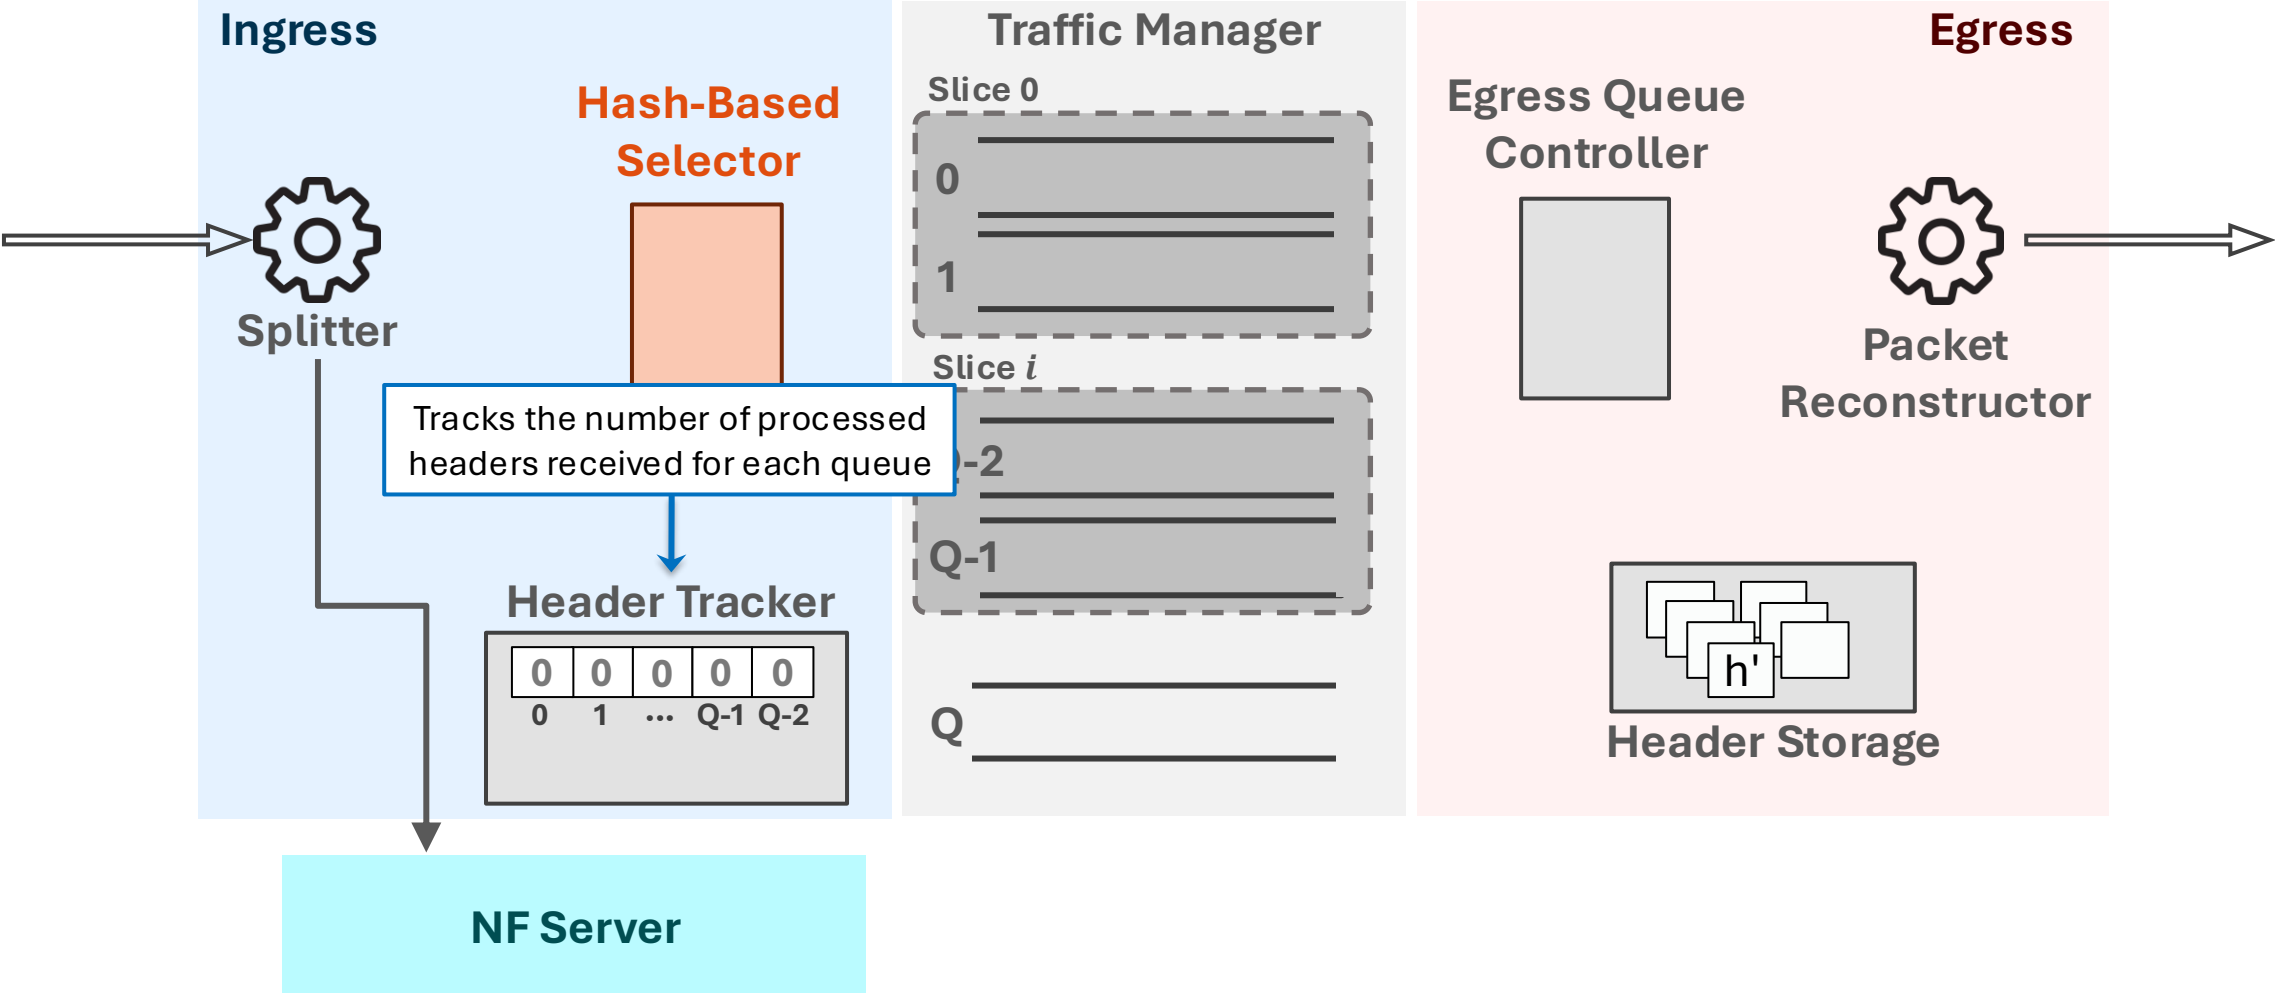 Ingress
Traffic Manager
Egress
Hash-Based
Selector
Splitter
Slice 0
0
1
Slice i
-2
Q-1
Q
Egress Queue
Controller
Packet
Reconstructor
Tracks the number of processed
headers received for each queue
Header Tracker
0 0 0 0 0
0 1 ... Q-1 Q-2
h'
Header Storage
NF Server